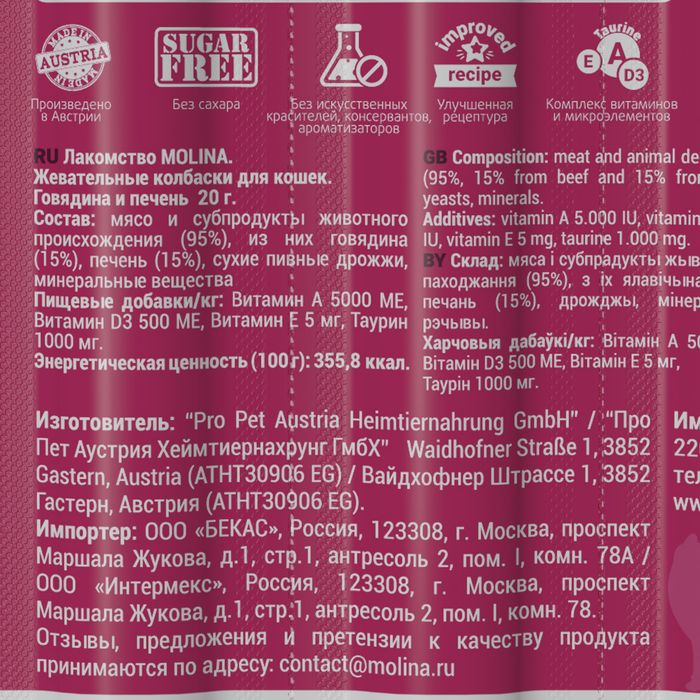 MADE IN
AUSTRIA
MADE IN
Произведено
в Австрии
SUGAR
FREE
Без сахара
Без искусственных
красителей, консервантов,
ароматизаторов
improved
recipe
Улучшенная
рецептура
Taurine
E A D3
Комплекс витаминов
и микроэлементов
RU Лакомство MOLINA.
Жевательные колбаски для кошек.
Говядина и печень 20 г.
Состав: мясо и субпродукты животного
происхождения (95%), из них говядина
(15%), печень (15%), сухие пивные дрожжи,
минеральные вещества
Пищевые добавки/кг: Витамин А 5000 МЕ,
Витамин D3 500 МЕ, Витамин Е 5 мг, Таурин
1000 мг.
Энергетическая ценность (100 г): 355,8 ккал.
GB Composition: meat and animal de
(95%, 15% from beef and 15% from
yeasts, minerals.
Additives: vitamin A 5.000 IU, vitamin
IU, vitamin E 5 mg, taurine 1.000 mg.
BY Склад: мяса і субпрадукты жыв
паходжання (95%), з іх ялавічына
печань (15%), дрожджы, мінер
рэчывы.
Харчовыя дабаўкі/кг: Вітамін А 50
Вітамін D3 500 МЕ, Вітамін Е 5 мг,
Таурін 1000 мг.
Изготовитель: “Pro Pet Austria Heimtiernahrung GmbH” / “Про
Пет Аустрия Хеймтиернахрунг ГмбХ” Waidhofner Straße 1, 3852
Gastern, Austria (ATHT30906 EG) / Вайдхофнер Штрассе 1, 3852
Гастерн, Австрия (ATHT30906 EG).
Импортер: ООО «БЕКАС», Россия, 123308, г. Москва, проспект
Маршала Жукова, д.1, стр.1, антресоль 2, пом. I, комн. 78А /
ООО «Интермекс», Россия, 123308, г. Москва, проспект
Маршала Жукова, д.1, стр.1, антресоль 2, пом. I, комн. 78.
Отзывы, предложения и претензии к качеству продукта
принимаются по адресу: contact@molina.ru
Им
22
тел
ww